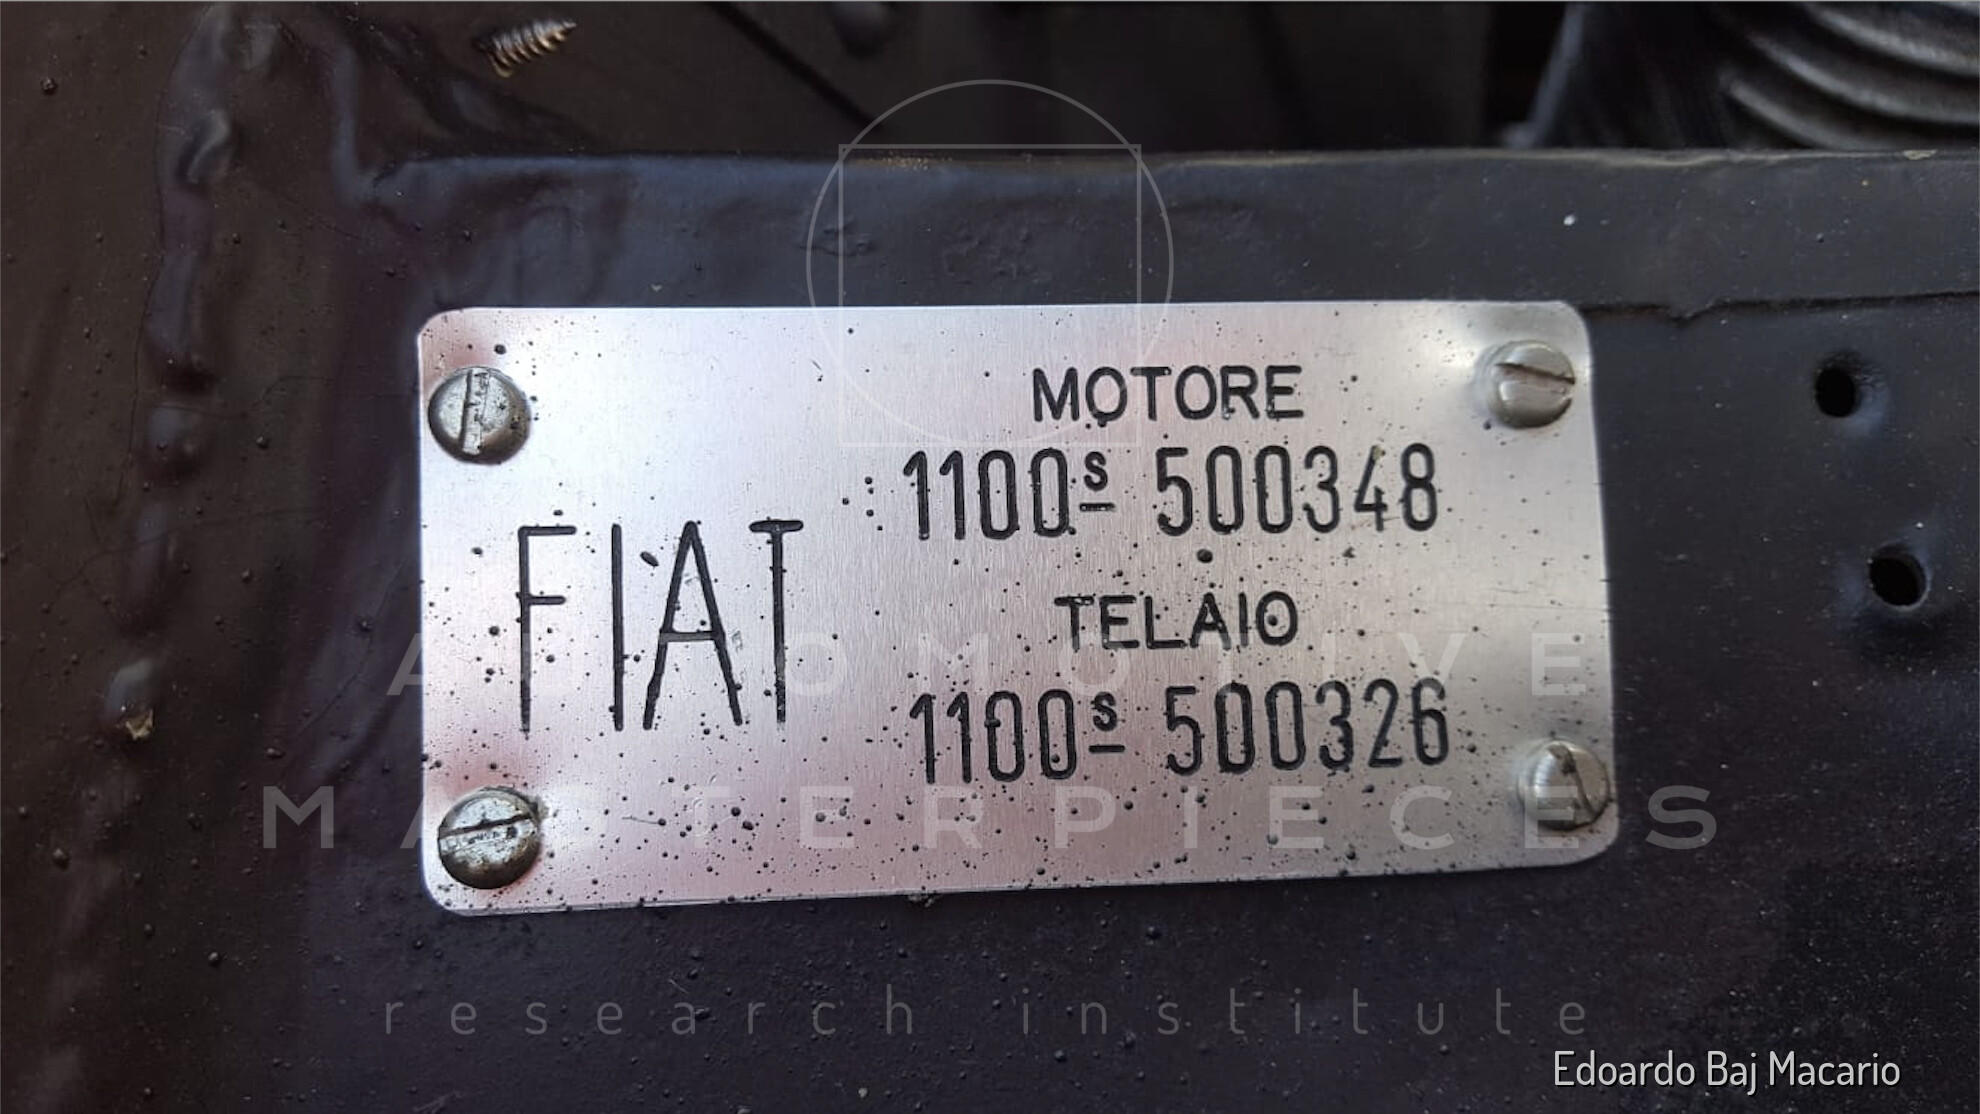 MOTORE
1100s 500348
FIAT
TELAIO
1100s 500326
AUTOMOTIVE
MASTERPIECES
research institute
Edoardo Baj Macario